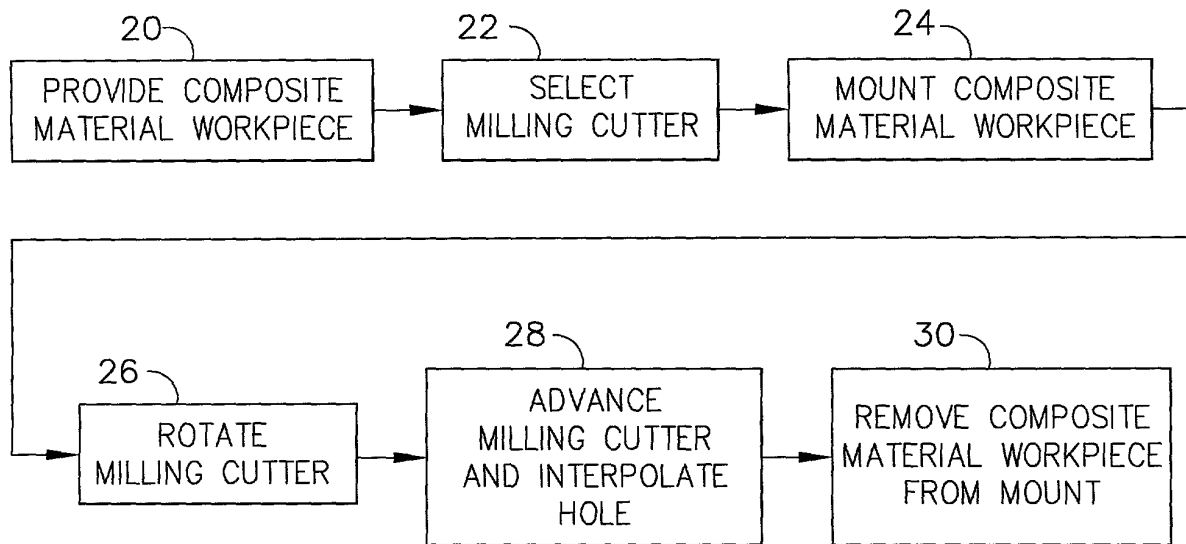 20
PROVIDE COMPOSITE
MATERIAL WORKPIECE
22
SELECT
MILLING CUTTER
24
MOUNT COMPOSITE
MATERIAL WORKPIECE
26
ROTATE
MILLING CUTTER
28
ADVANCE
MILLING CUTTER
AND INTERPOLATE
HOLE
30
REMOVE COMPOSITE
MATERIAL WORKPIECE
FROM MOUNT